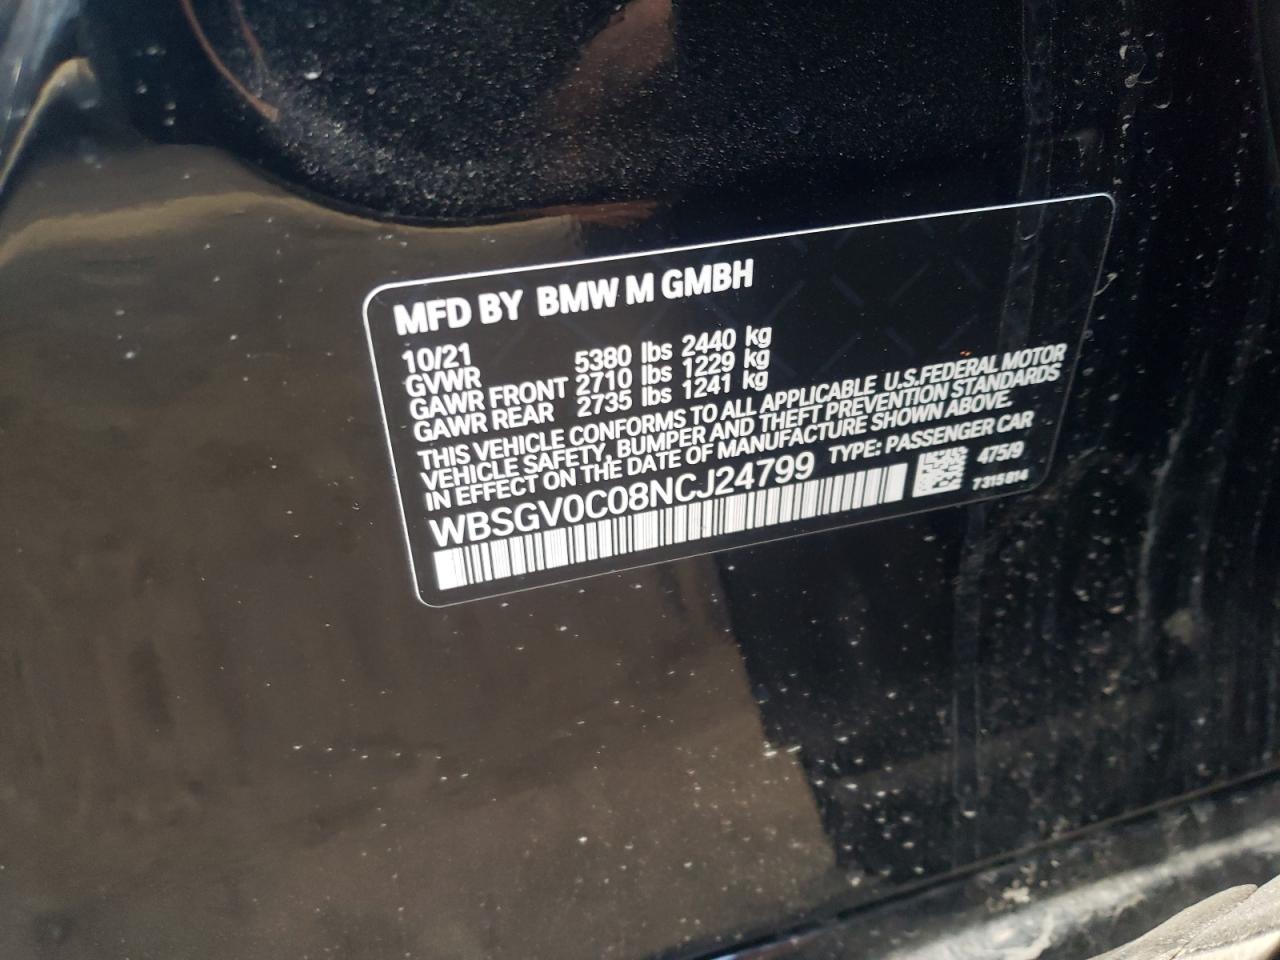 MFD BY BMW M GMBH
10/21
GVWR 5380 lbs 2440 kg
GAWR FRONT 2710 lbs 1229 kg
GAWR REAR 2735 lbs 1241 kg
THIS VEHICLE CONFORMS TO ALL APPLICABLE U.S.FEDERAL MOTOR
VEHICLE SAFETY, BUMPER AND THEFT PREVENTION STANDARDS
IN EFFECT ON THE DATE OF MANUFACTURE SHOWN ABOVE.
WBSGV0C08NCJ24799 TYPE: PASSENGER CAR
475/9
7315814